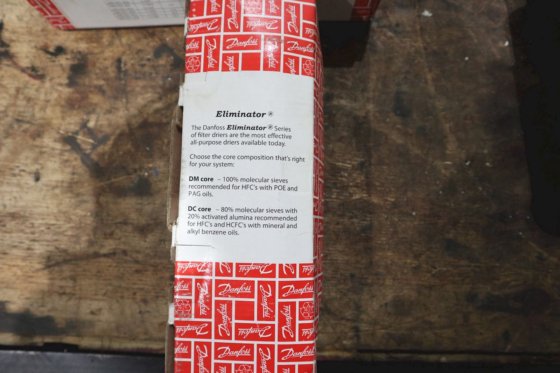 Danfoss
Eliminator ®
The Danfoss Eliminator® Series
of filter driers are the most effective
all-purpose driers available today.
Choose the core composition that's right
for your system:
DM core – 100% molecular sieves
recommended for HFC's with POE and
PAG oils.
DC core – 80% molecular sieves with
20% activated alumina recommended
for HFC's and HCFC's with mineral and
alkyl benzene oils.
Danfoss
Danfoss
Danfoss
Danfoss